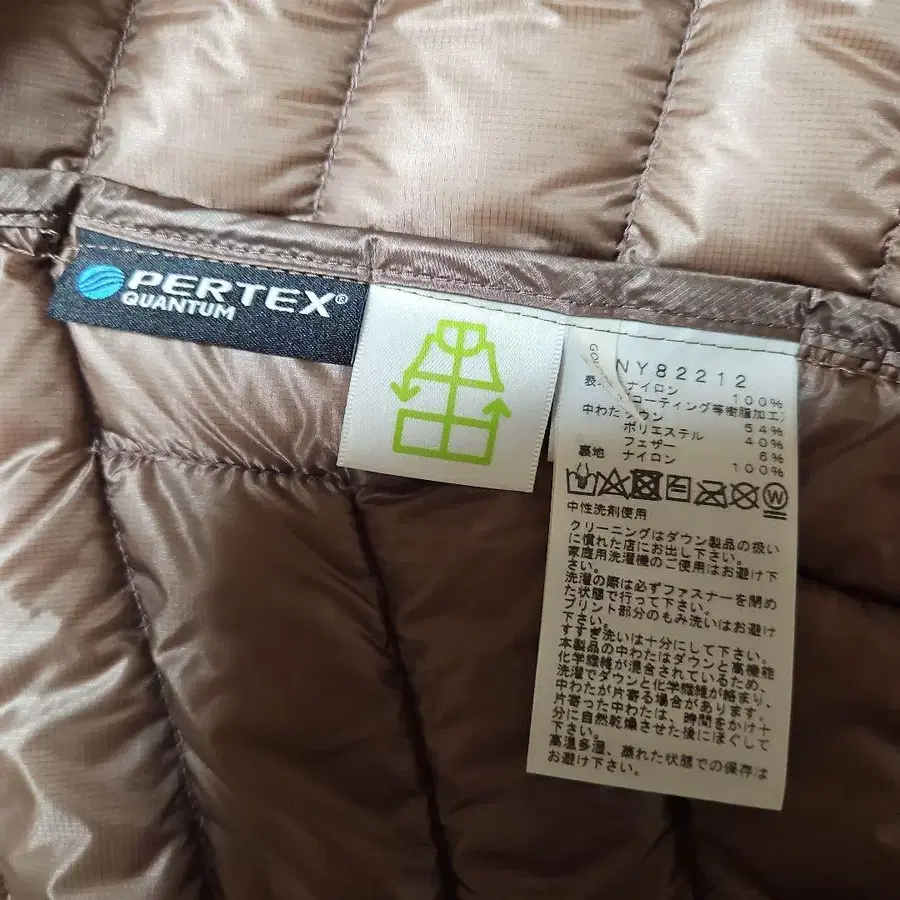 PERTEX®
QUANTUM
NY82212
ナイロン 100%
コーティング等樹脂加工)
中わた ダウン 54%
ポリエステル 40%
フェザー 6%
裏地 ナイロン 100%
W
中性洗剤使用
クリーニングはダウン製品の扱い
に慣れた店にお出し下さい。
家庭用洗濯機のご使用はお避け下
さい。
洗濯の際は必ずファスナーを閉め
た状態で行って下さい。
プリント部分のもみ洗いはお避け
すすぎ洗いは十分にして下さい。
本製品の中わたはダウンと高機能
化学繊維が混合されているため、
洗濯でダウンと化学繊維が絡まり、
中わたが片寄る場合があります。
片寄った中わたは、時間をかけ十
分に自然乾燥させた後にほぐして
下さい。
高温多湿、蒸れた状態での保存は
お避け下さい。